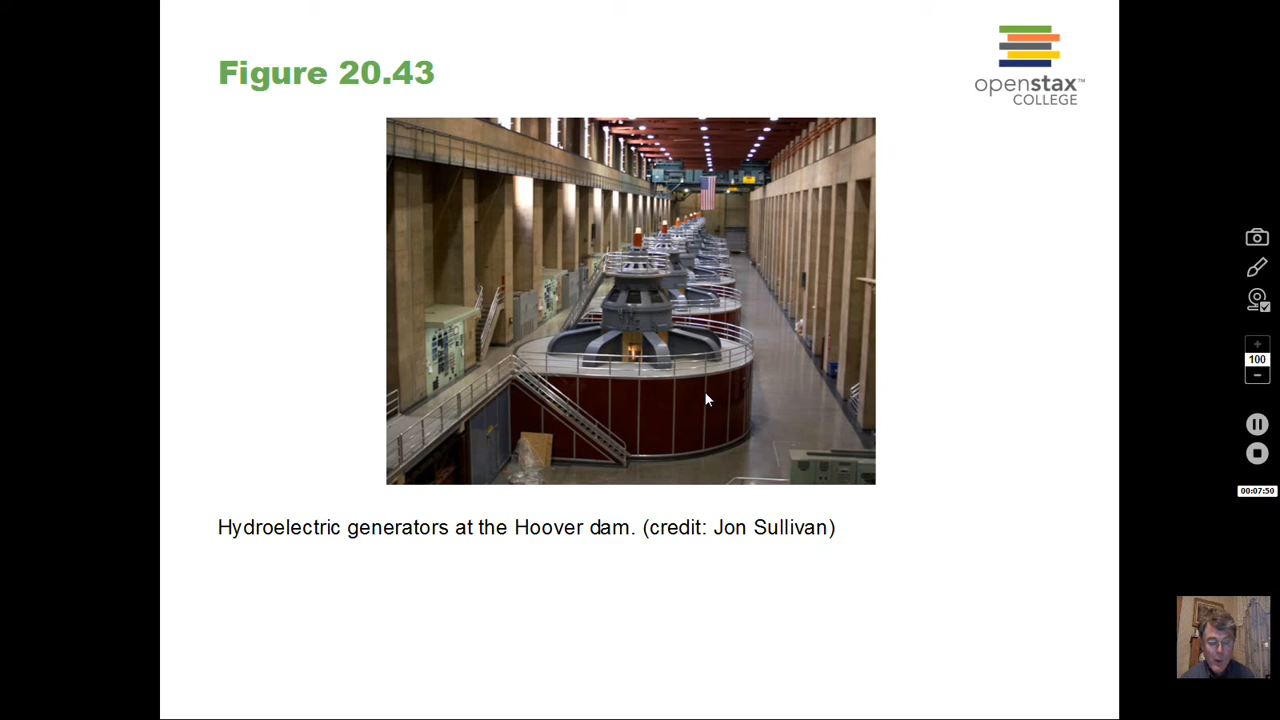 Figure 20.43
openstax™
COLLEGE
Hydroelectric generators at the Hoover dam. (credit: Jon Sullivan)
100
00:07:50